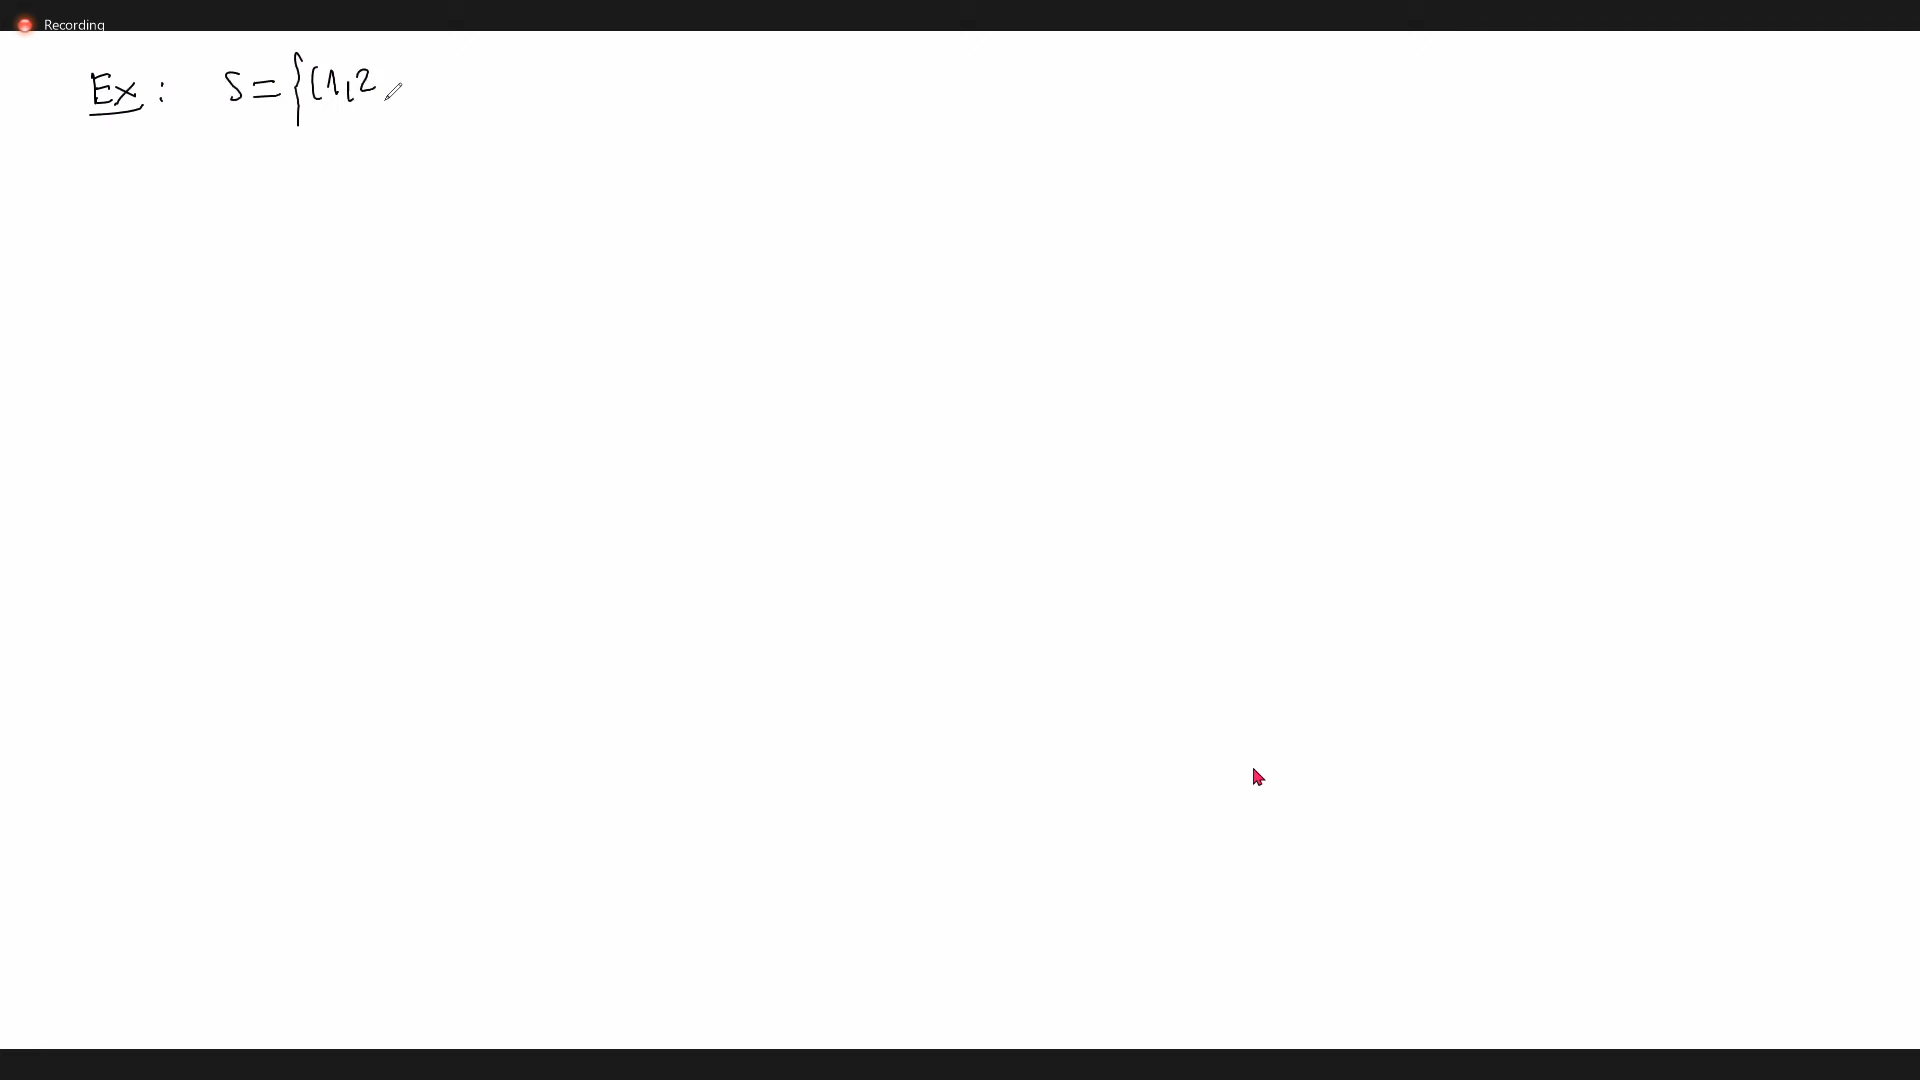 Recording
Ex : S = {(1,2